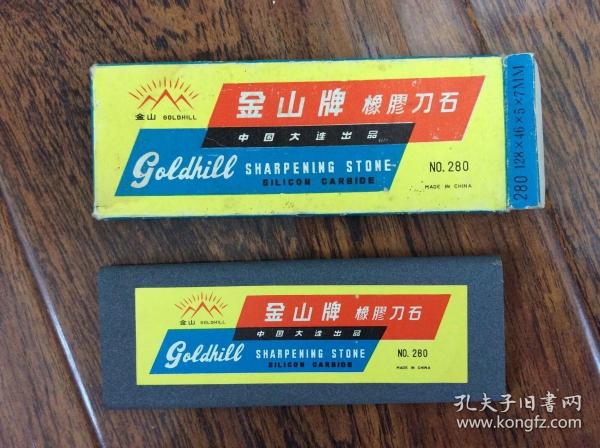 金山牌 橡膠刀石
金山 GOLDHILL
中国大连出品
Goldhill SHARPENING STONE
SILICON CARBIDE
NO. 280
MADE IN CHINA
280 128×46×5×7MM
金山牌 橡膠刀石
金山 GOLDHILL
中国大连出品
Goldhill SHARPENING STONE
SILICON CARBIDE
NO. 280
MADE IN CHINA
孔夫子旧书网
www.kongfz.com